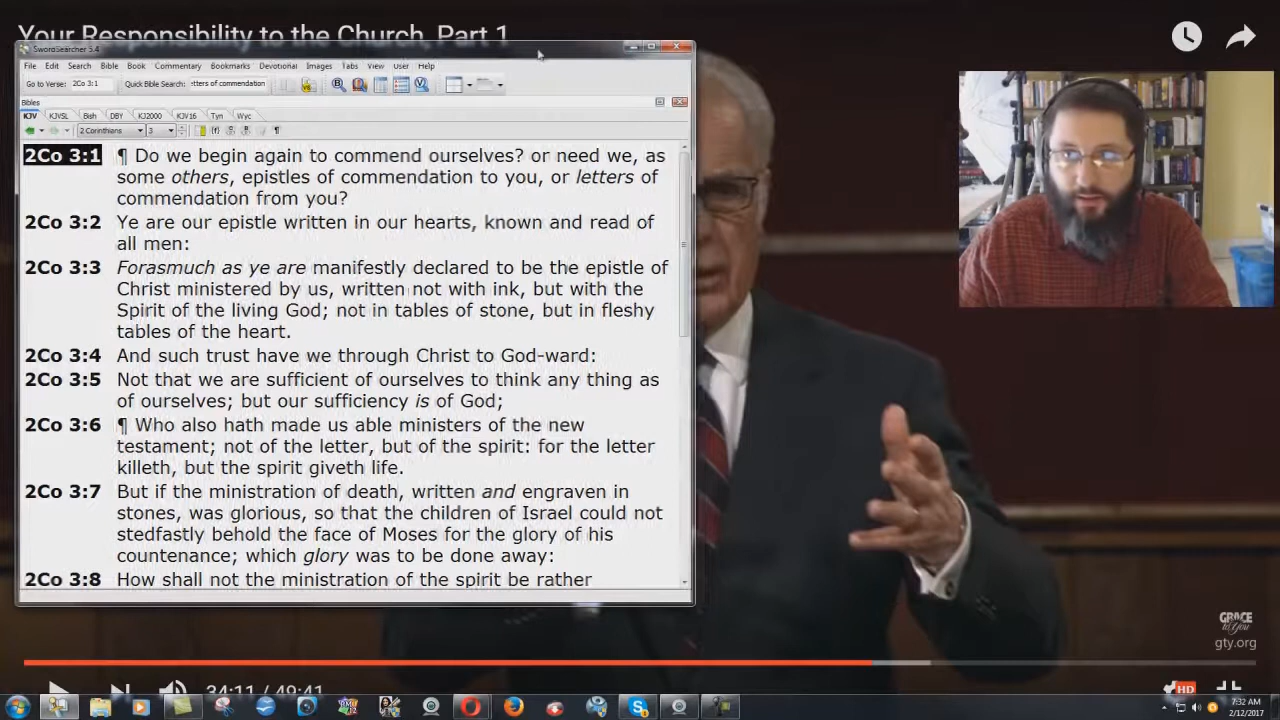 Your Responsibility to the Church, Part 1
SwordSearcher 5.4
File Edit Search Bible Book Commentary Bookmarks Devotional Images Tabs View User Help
Go to Verse: 2Co 3:1 Quick Bible Search: tters of commendation
Bibles
KJV KJVSL Bish DBY KJ2000 KJV16 Tyn Wyc
2 Corinthians 3
2Co 3:1 ¶ Do we begin again to commend ourselves? or need we, as
some others, epistles of commendation to you, or letters of
commendation from you?
2Co 3:2 Ye are our epistle written in our hearts, known and read of
all men:
2Co 3:3 Forasmuch as ye are manifestly declared to be the epistle of
Christ ministered by us, written not with ink, but with the
Spirit of the living God; not in tables of stone, but in fleshy
tables of the heart.
2Co 3:4 And such trust have we through Christ to God-ward:
2Co 3:5 Not that we are sufficient of ourselves to think any thing as
of ourselves; but our sufficiency is of God;
2Co 3:6 ¶ Who also hath made us able ministers of the new
testament; not of the letter, but of the spirit: for the letter
killeth, but the spirit giveth life.
2Co 3:7 But if the ministration of death, written and engraven in
stones, was glorious, so that the children of Israel could not
stedfastly behold the face of Moses for the glory of his
countenance; which glory was to be done away:
2Co 3:8 How shall not the ministration of the spirit be rather
GRACE
to You
gty.org
34:11 / 49:41
HD
7:32 AM
2/12/2017